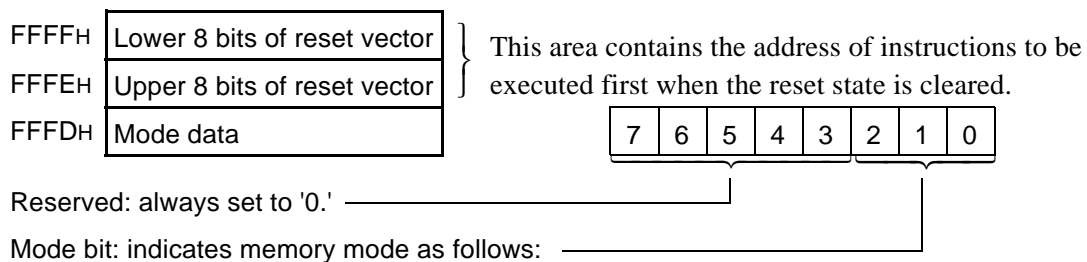 FFFFH Lower 8 bits of reset vector
FFFEH Upper 8 bits of reset vector
This area contains the address of instructions to be
executed first when the reset state is cleared.
FFFDH Mode data
7 6 5 4 3 2 1 0
Reserved: always set to '0.'
Mode bit: indicates memory mode as follows: